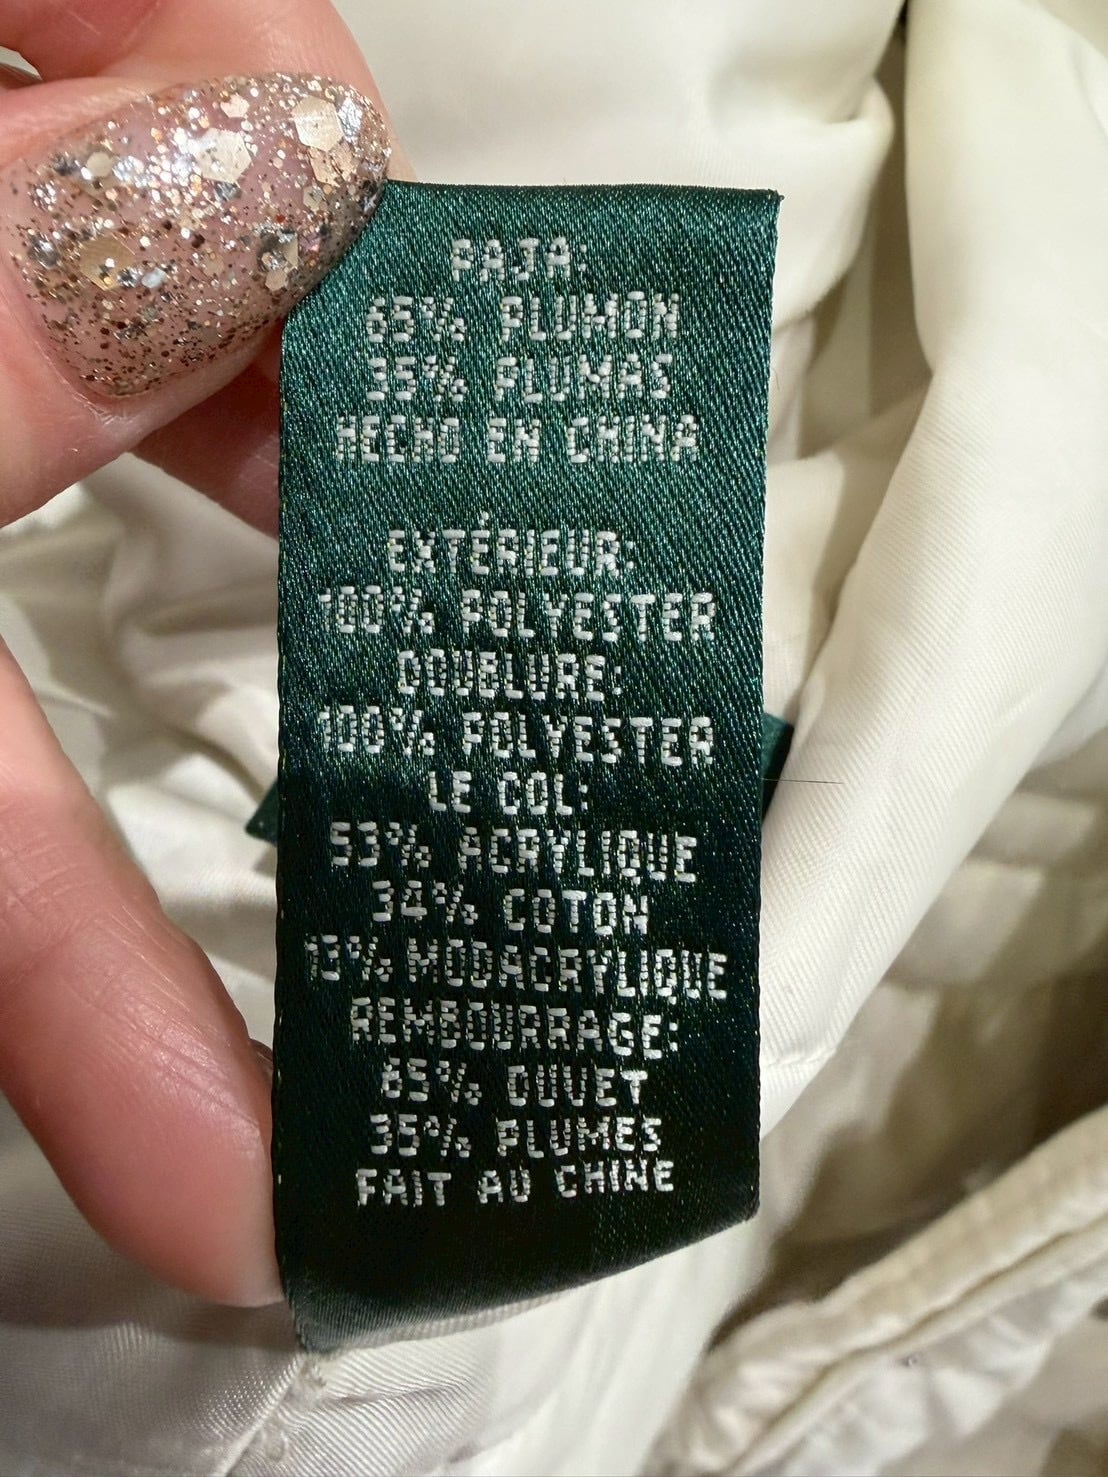 PAJA:
65% PLUMON
35% PLUMAS
HECHO EN CHINA
EXTÉRIEUR:
100% POLYESTER
DOUBLURE:
100% POLYESTER
LE COL:
53% ACRYLIQUE
34% COTON
13% MODACRYLIQUE
REMBOURRAGE:
65% DUVET
35% PLUMES
FAIT AU CHINE